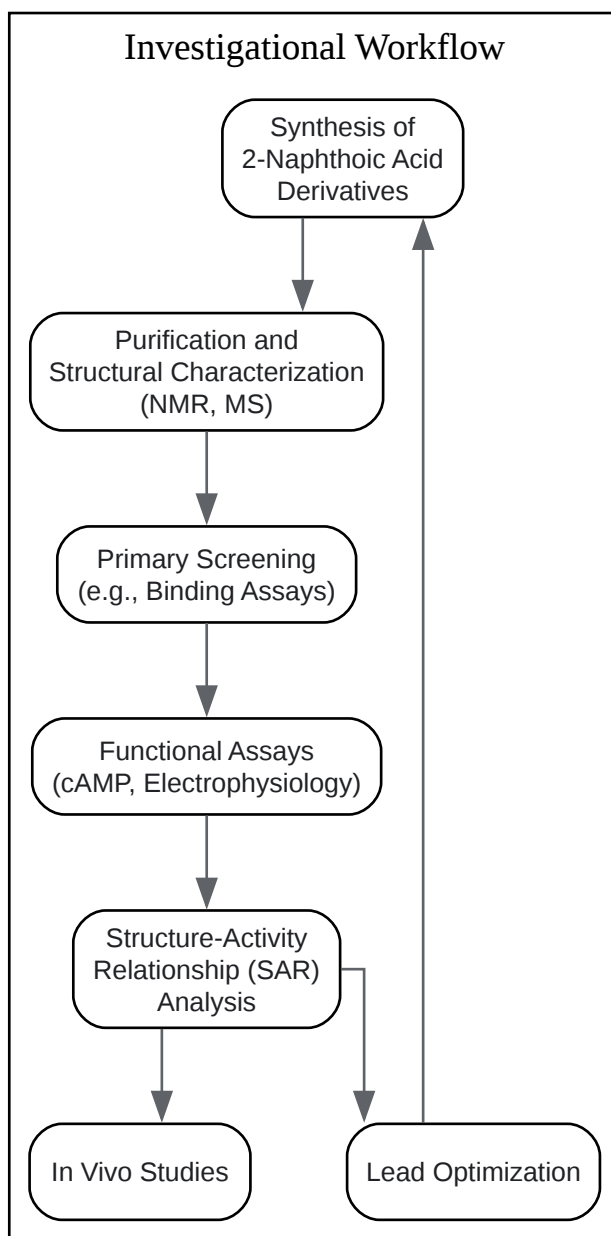 Investigational Workflow
Synthesis of
2-Naphthoic Acid
Derivatives
Purification and
Structural Characterization
(NMR, MS)
Primary Screening
(e.g., Binding Assays)
Functional Assays
(cAMP, Electrophysiology)
Structure-Activity
Relationship (SAR)
Analysis
In Vivo Studies
Lead Optimization